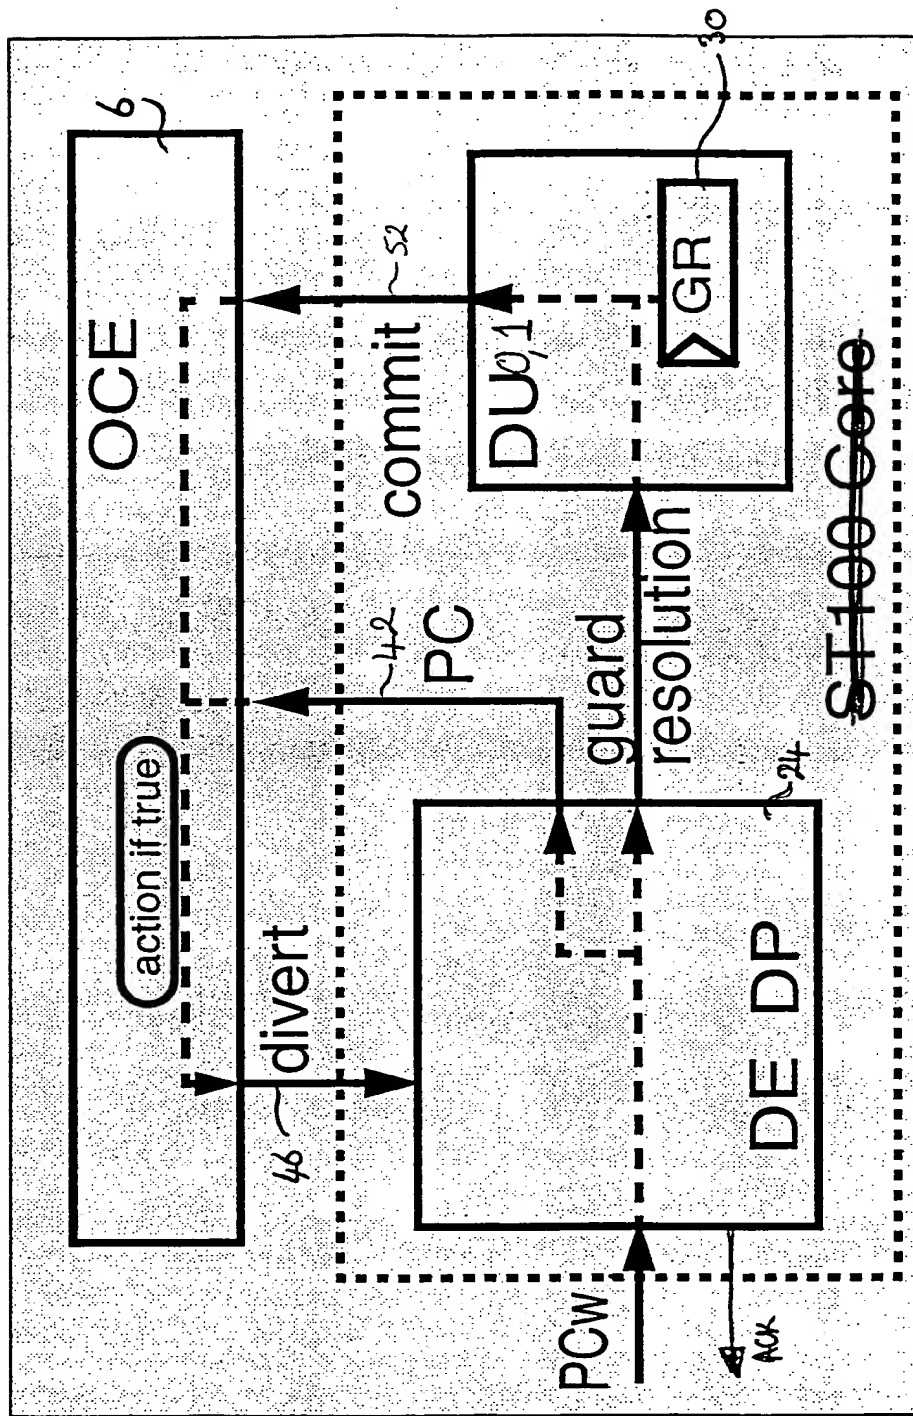 OCE
6
action if true
divert
46
PC
42
commit
52
DU0,1
GR
30
guard
resolution
PCW
DE DP
24
ACK
ST100 Core